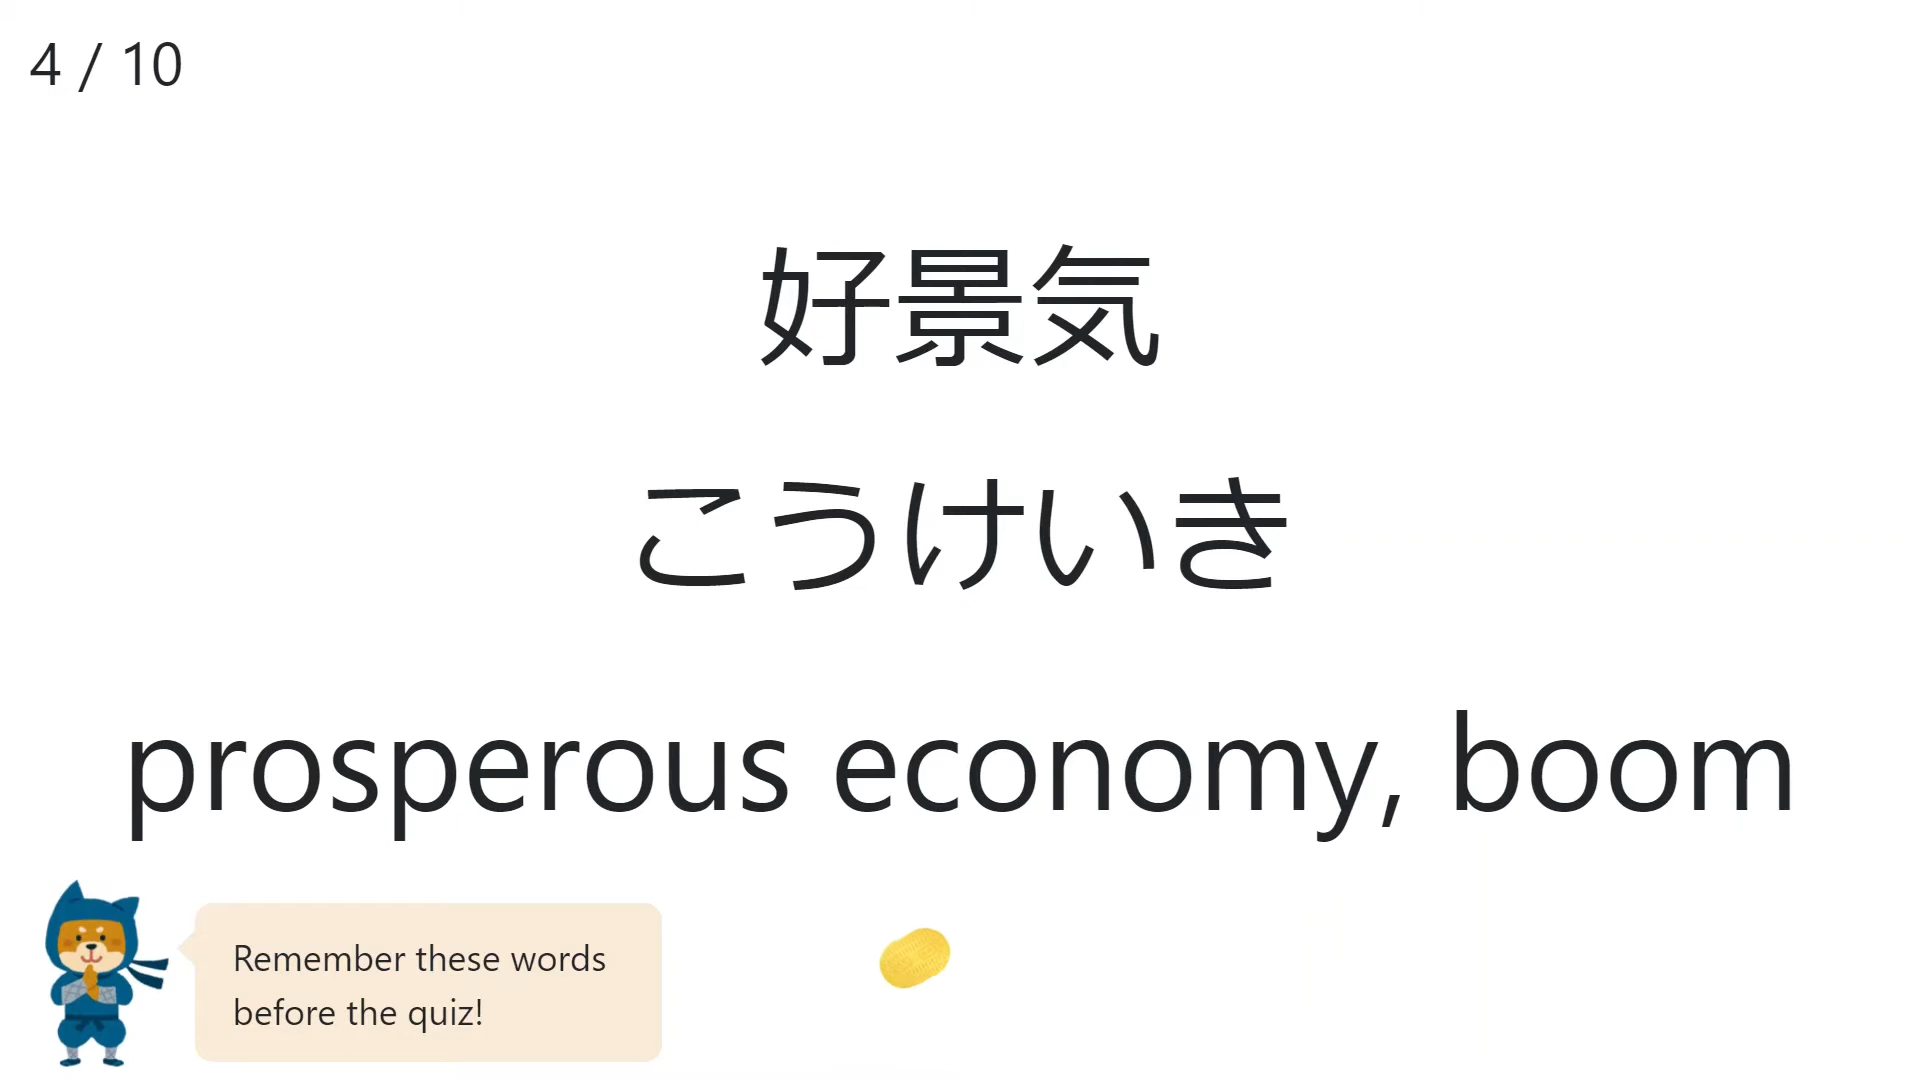 4 / 10
好景気
こうけいき
prosperous economy, boom
Remember these words
before the quiz!